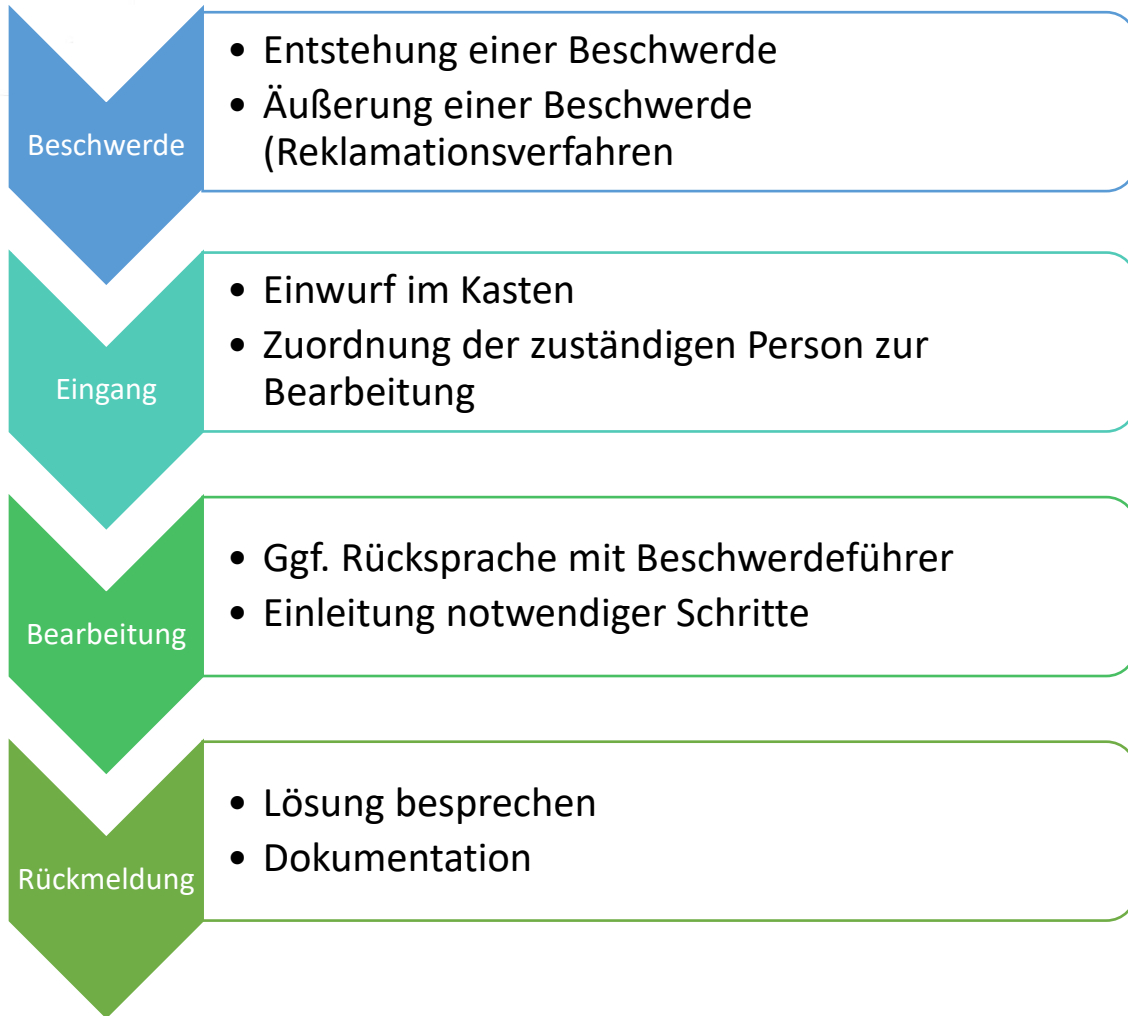 Beschwerde
• Entstehung einer Beschwerde
• Äußerung einer Beschwerde
(Reklamationsverfahren
Eingang
• Einwurf im Kasten
• Zuordnung der zuständigen Person zur
Bearbeitung
Bearbeitung
• Ggf. Rücksprache mit Beschwerdeführer
• Einleitung notwendiger Schritte
Rückmeldung
• Lösung besprechen
• Dokumentation